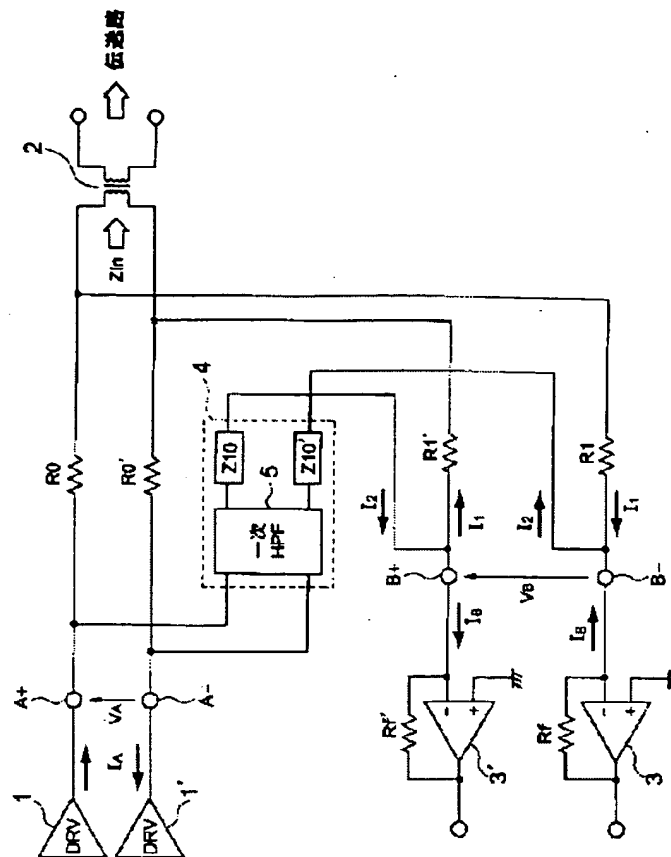 伝送路
2
Zin
4
R0
R0'
Z10
Z10'
5
一次
HPF
R1'
R1
I2
I1
I2
I1
A+
VA
A-
B+
VB
B-
1
IA
DRV
DRV
1'
IB
IB
Rf'
−
+
3'
Rf
−
+
3